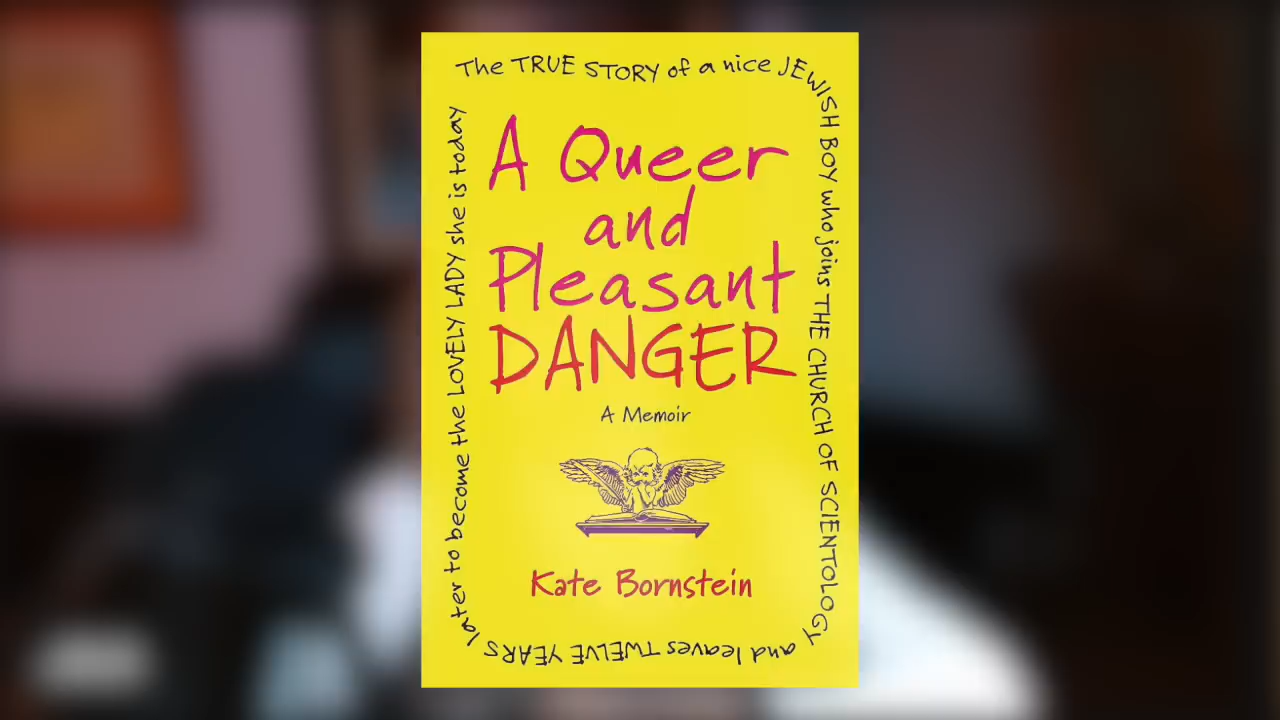 The TRUE STORY of a nice JEWISH BOY who joins THE CHURCH OF SCIENTOLOGY and leaves TWELVE YEARS later to become the LOVELY LADY she is today
A Queer
and
Pleasant
DANGER
A Memoir
Kate Bornstein